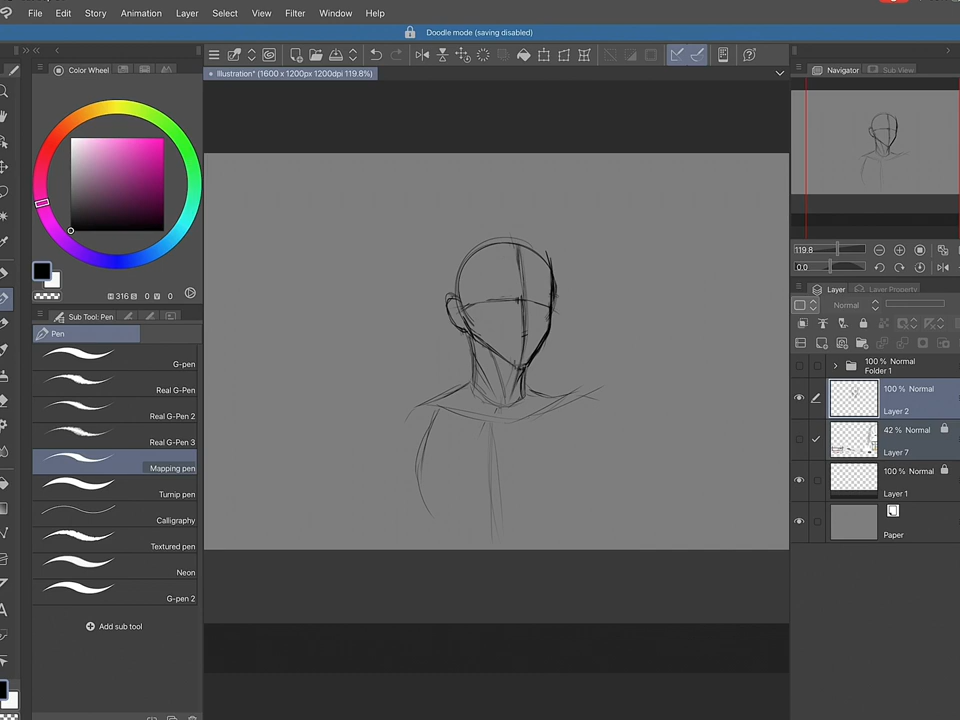 File Edit Story Animation Layer Select View Filter Window Help
Doodle mode (saving disabled)
Illustration* (1600 x 1200px 1200dpi 119.8%)
Color Wheel
H 316 S 0 V 0
Sub Tool: Pen
Pen
G-pen
Real G-Pen
Real G-Pen 2
Real G-Pen 3
Mapping pen
Turnip pen
Calligraphy
Textured pen
Neon
G-pen 2
Add sub tool
Navigator Sub View
119.8
0.0
Layer Layer Property
Normal
100 % Normal
Folder 1
100 % Normal
Layer 2
42 % Normal
Layer 7
100 % Normal
Layer 1
Paper